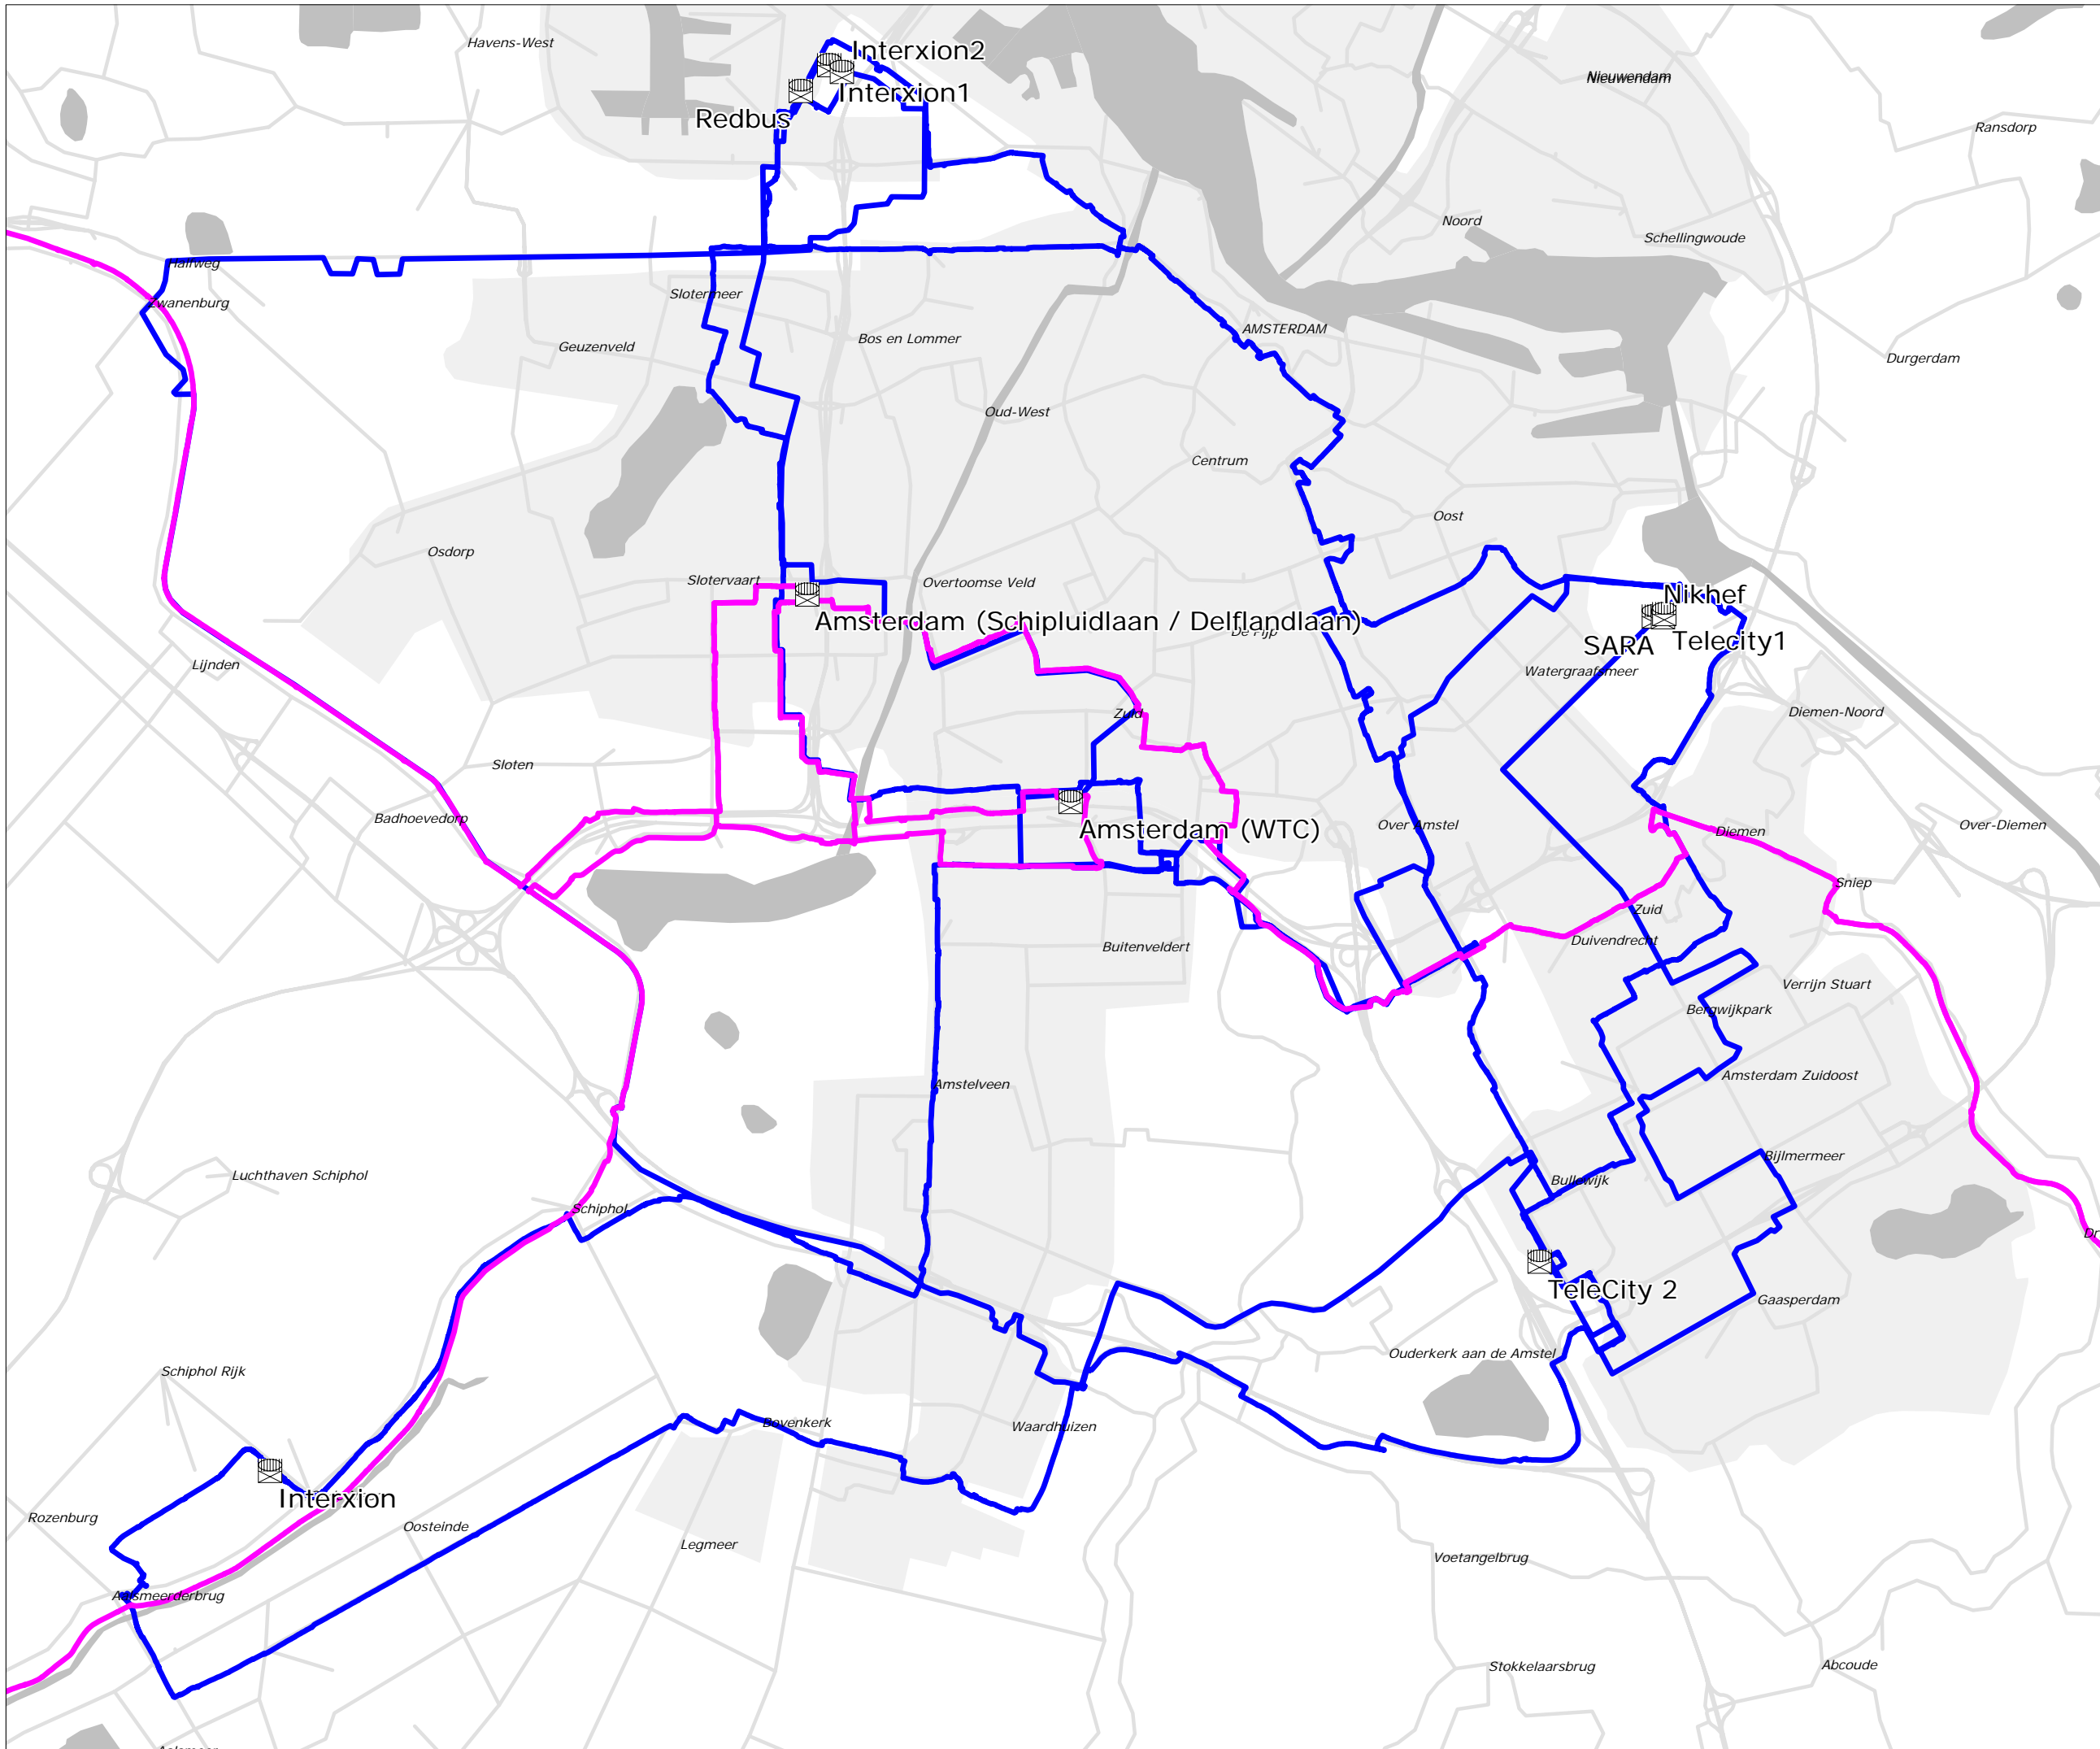 Havens-West
Interxion2
Nieuwendam
Interxion1
Redbus
Ransdorp
Noord
Schellingwoude
Halfweg
Slotermeer
Zwanenburg
AMSTERDAM
Bos en Lommer
Geuzenveld
Durgerdam
Oud-West
Centrum
Oost
Osdorp
Slotervaart
Overtoomse Veld
Nikhef
Amsterdam (Schipluidlaan / Delflandlaan)
De Pijp
SARA
Telecity1
Lijnden
Watergraafsmeer
Zuid
Diemen-Noord
Sloten
Badhoevedorp
Amsterdam (WTC)
Over Amstel
Diemen
Over-Diemen
Sniep
Zuid
Duivendrecht
Buitenveldert
Verrijn Stuart
Bergwijkpark
Amsterdam Zuidoost
Amstelveen
Bijlmermeer
Luchthaven Schiphol
Bullewijk
Schiphol
Dr
TeleCity 2
Gaasperdam
Ouderkerk aan de Amstel
Schiphol Rijk
Bovenkerk
Waardhuizen
Interxion
Rozenburg
Oosteinde
Legmeer
Voetangelbrug
Aalsmeerderbrug
Stokkelaarsbrug
Abcoude